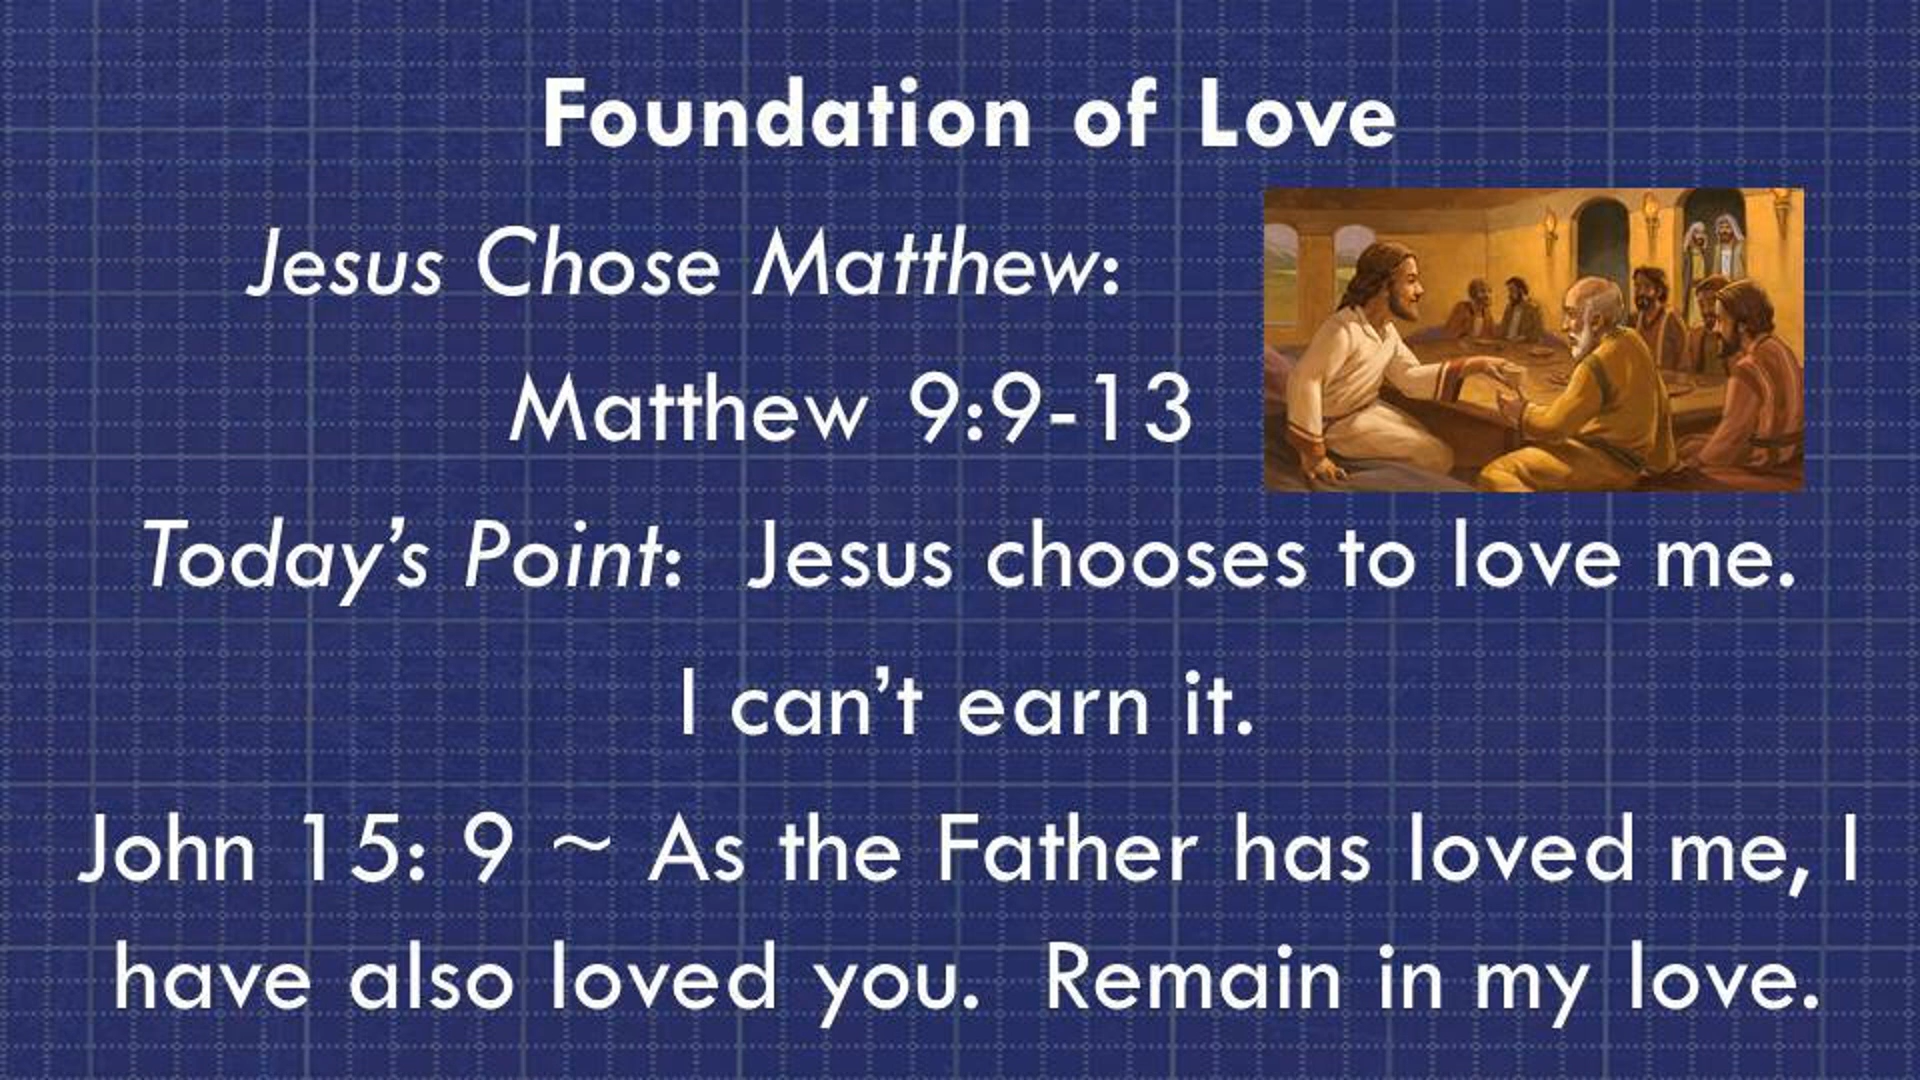 Foundation of Love
Jesus Chose Matthew:
Matthew 9:9-13
Today’s Point: Jesus chooses to love me.
I can’t earn it.
John 15: 9 ~ As the Father has loved me, I
have also loved you. Remain in my love.